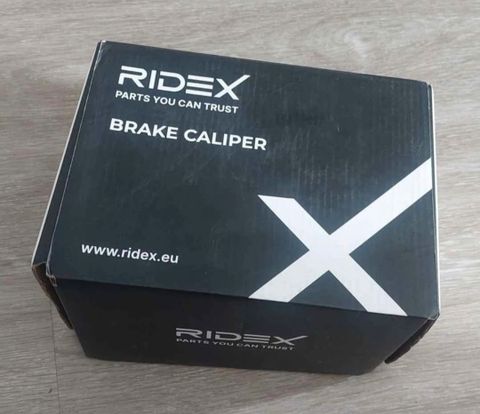 RIDEX
PARTS YOU CAN TRUST
BRAKE CALIPER
www.ridex.eu
RIDEX
PARTS YOU CAN TRUST